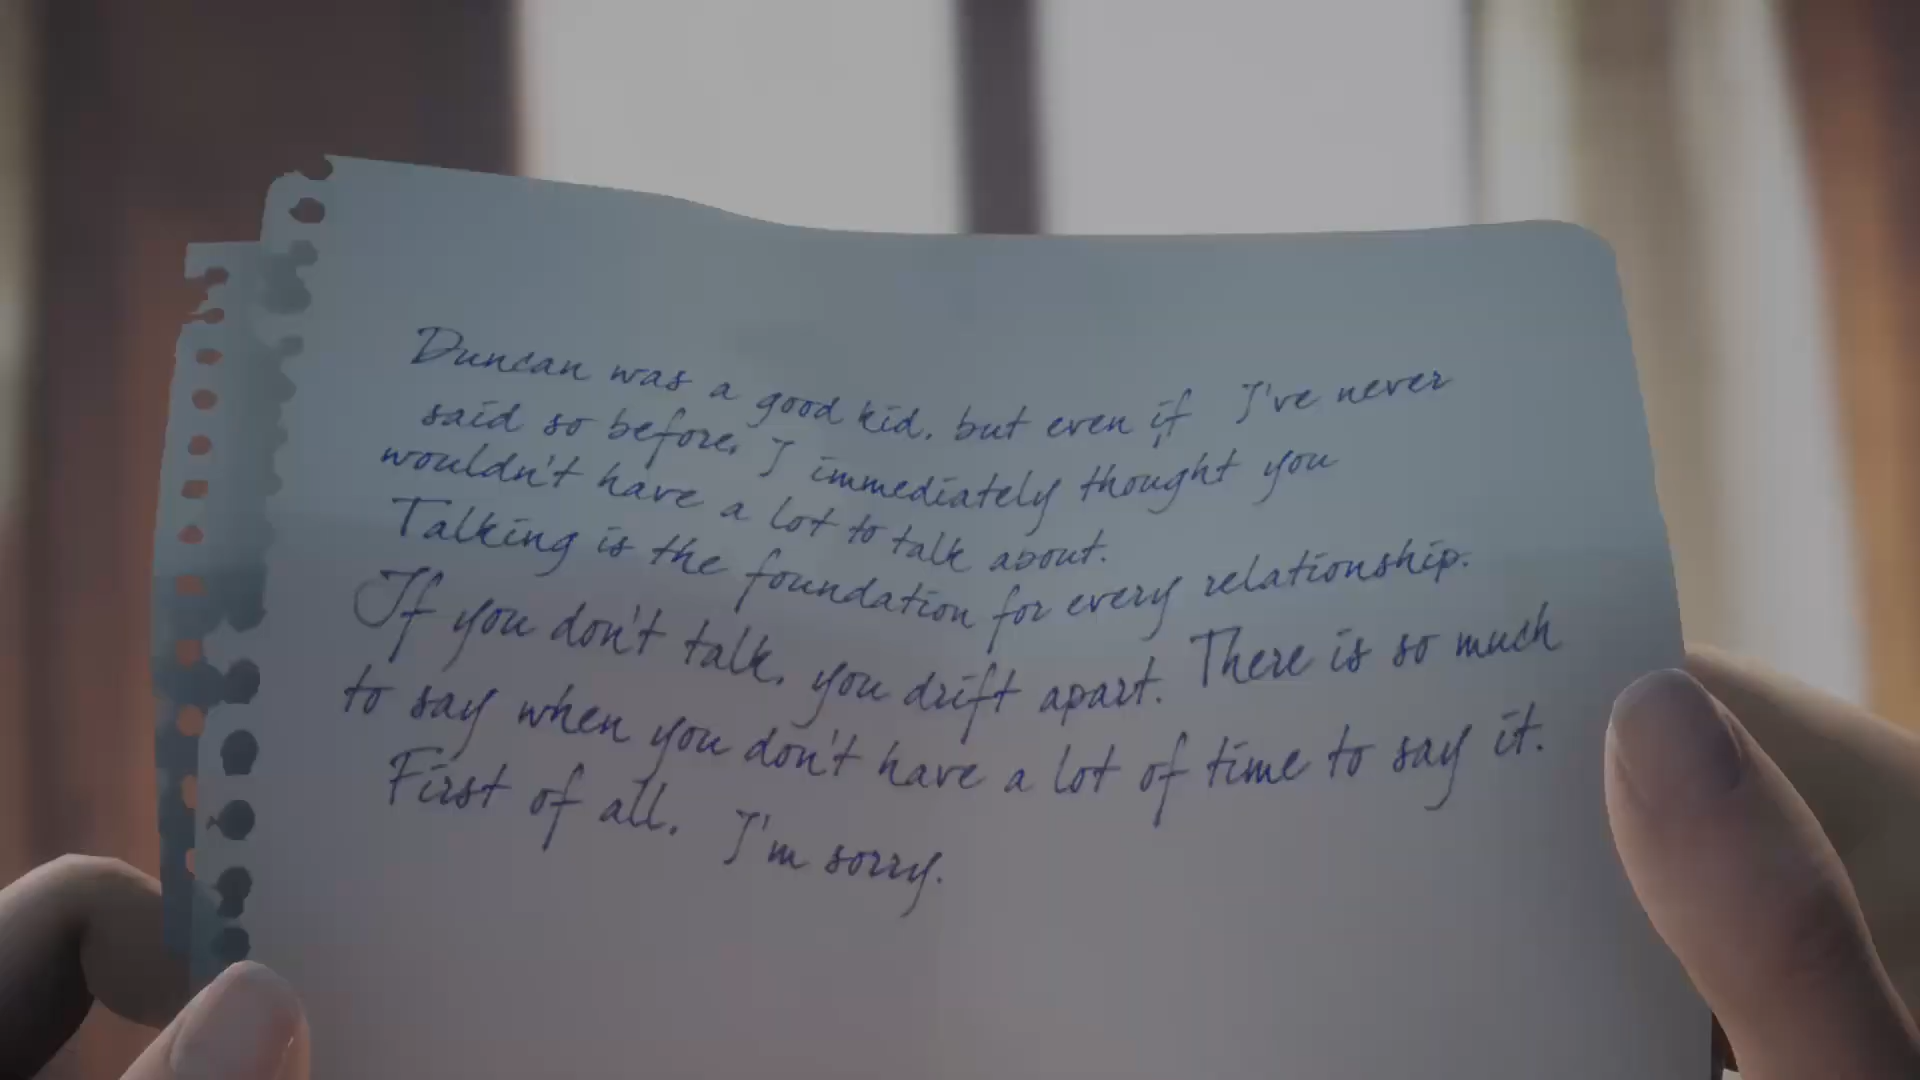 Duncan was a good kid, but even if I've never
said so before, I immediately thought you
wouldn't have a lot to talk about.
Talking is the foundation for every relationship.
If you don't talk, you drift apart. There is so much
to say when you don't have a lot of time to say it.
First of all, I'm sorry.